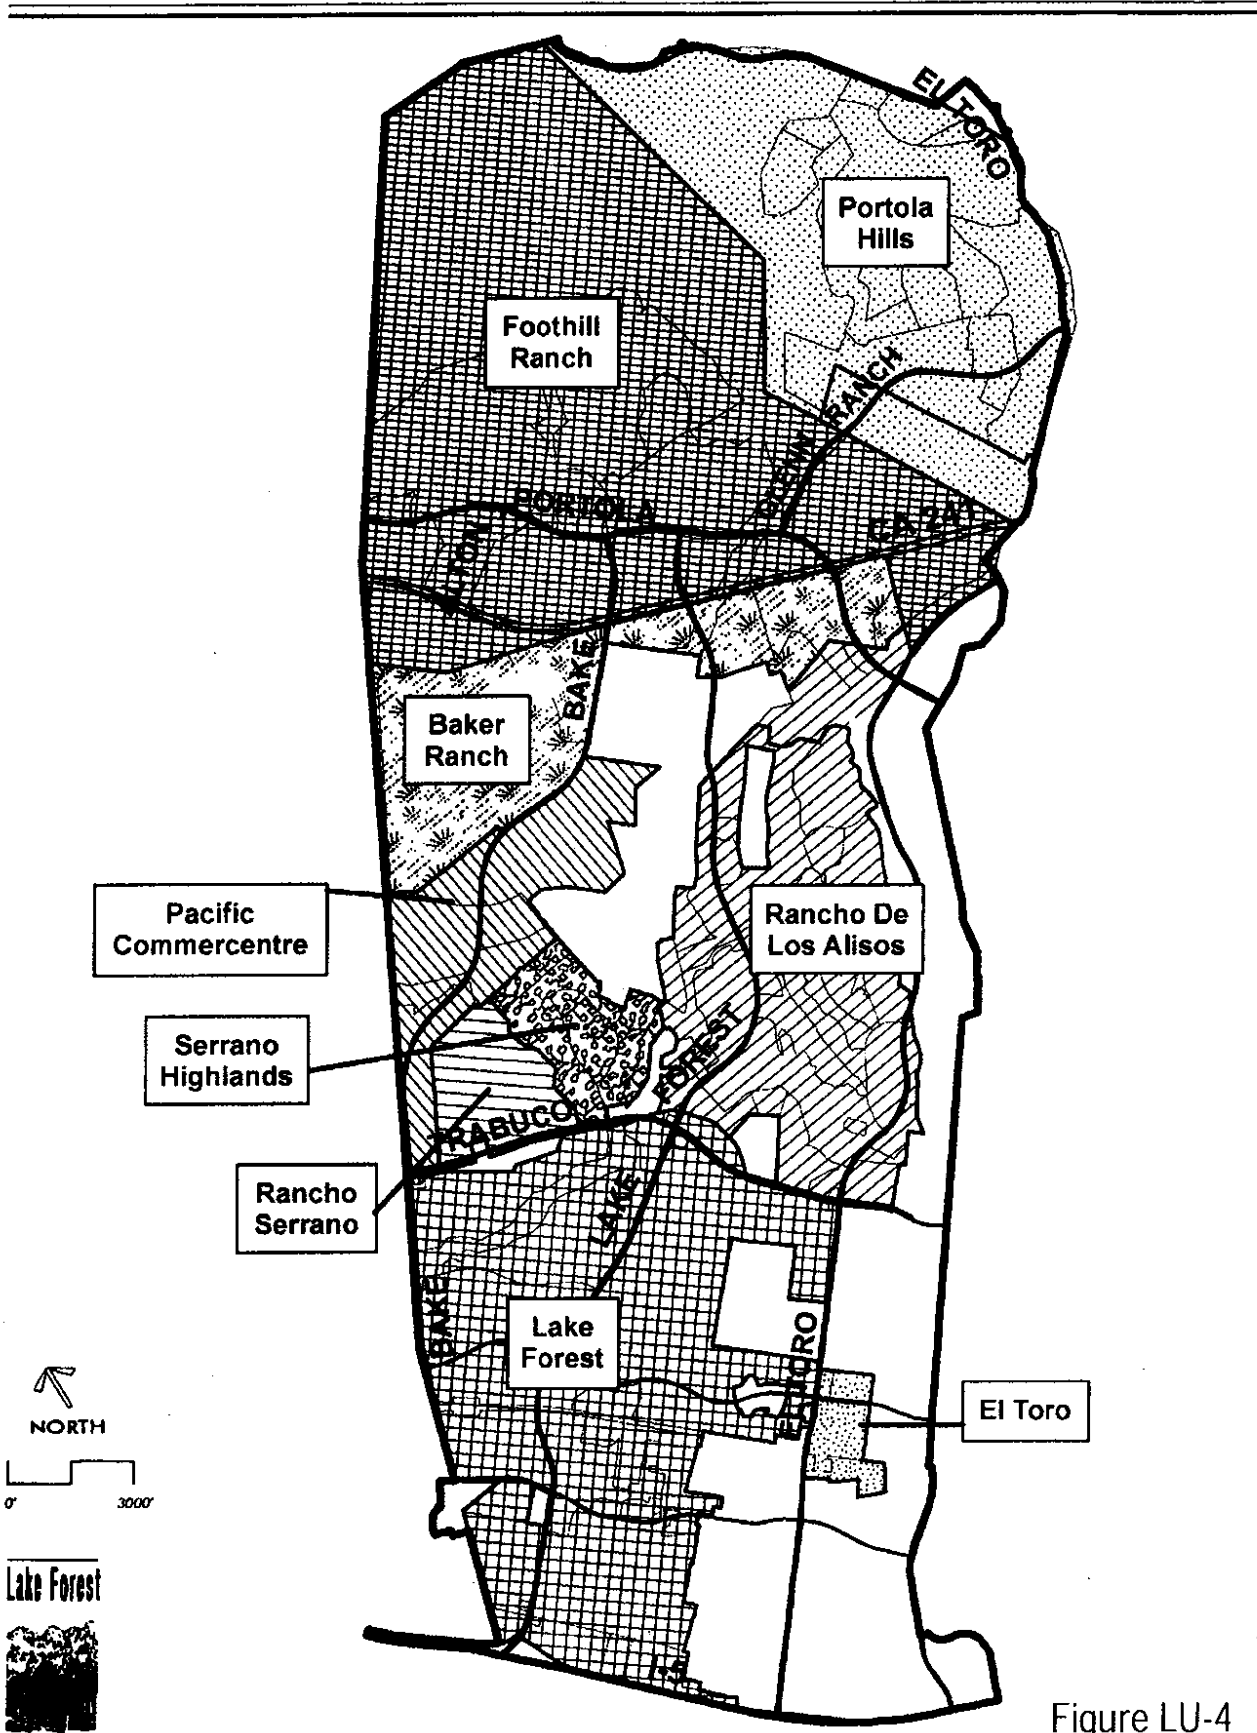 EL TORO
Portola
Hills
Foothill
Ranch
GLENN RANCH
PORTOLA
CA 241
ALTON
BAKE
Baker
Ranch
Pacific
Commercentre
Rancho De
Los Alisos
Serrano
Highlands
FOREST
TRABUCO
Rancho
Serrano
LAKE
BAKE
Lake
Forest
EL TORO
El Toro
NORTH
0'
3000'
Lake Forest
Figure LU-4